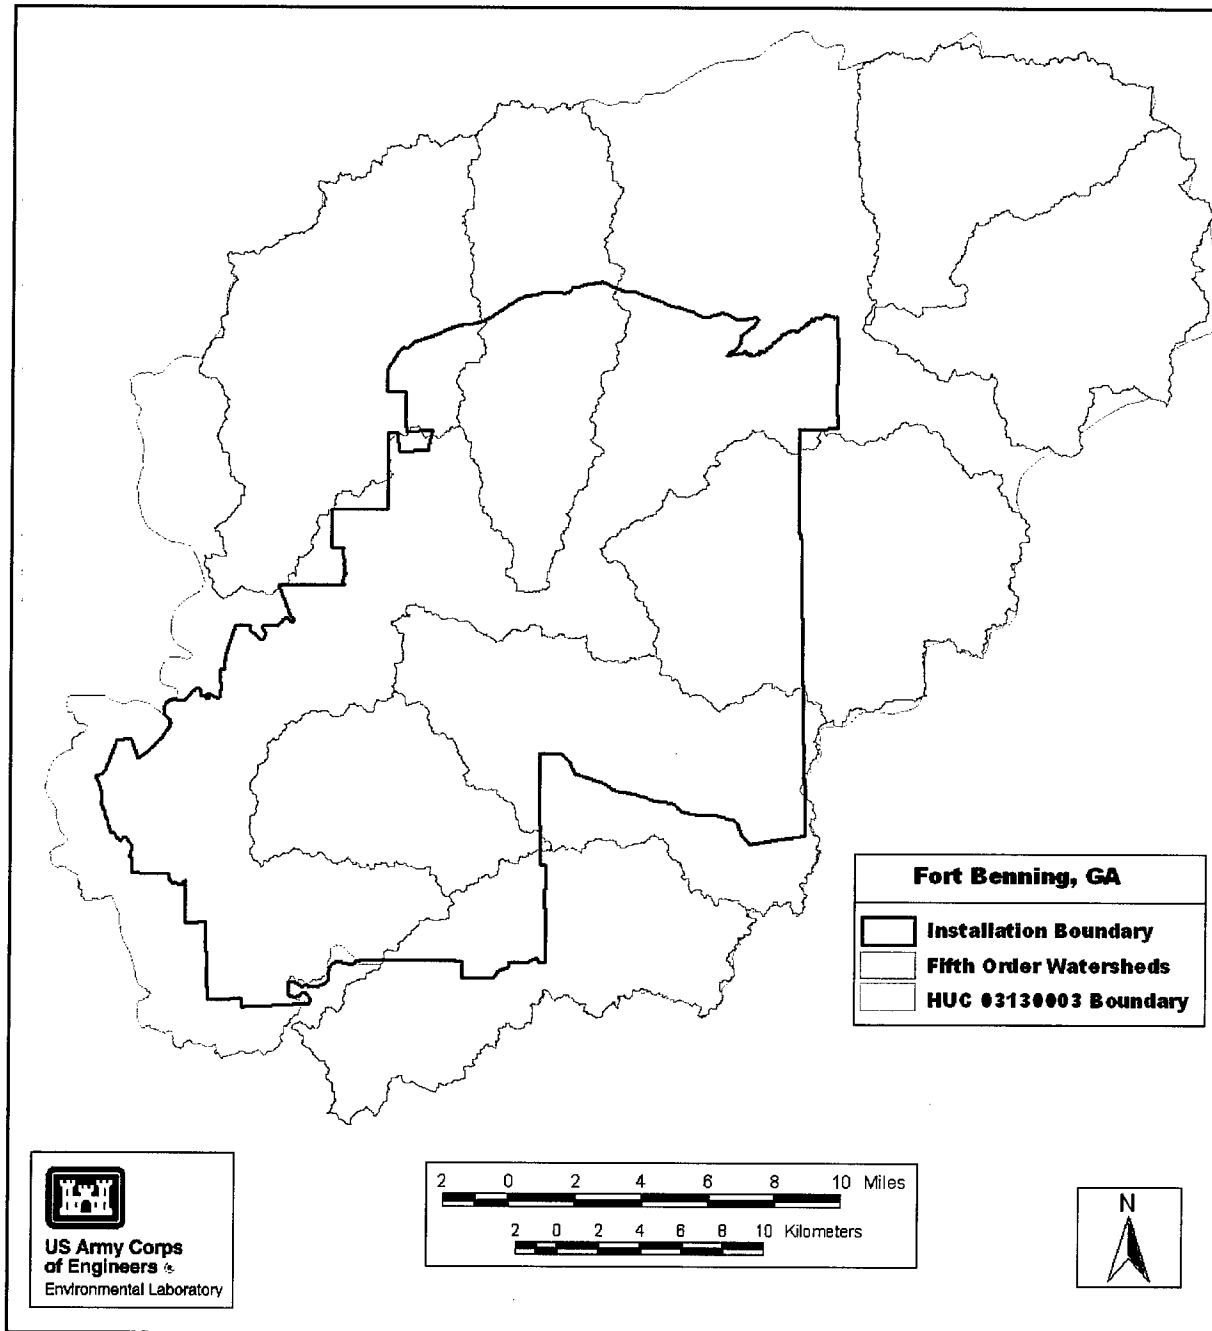 Fort Benning, GA
Installation Boundary
Fifth Order Watersheds
HUC 03130003 Boundary
US Army Corps
of Engineers
Environmental Laboratory
2 0 2 4 6 8 10 Miles
2 0 2 4 6 8 10 Kilometers
N